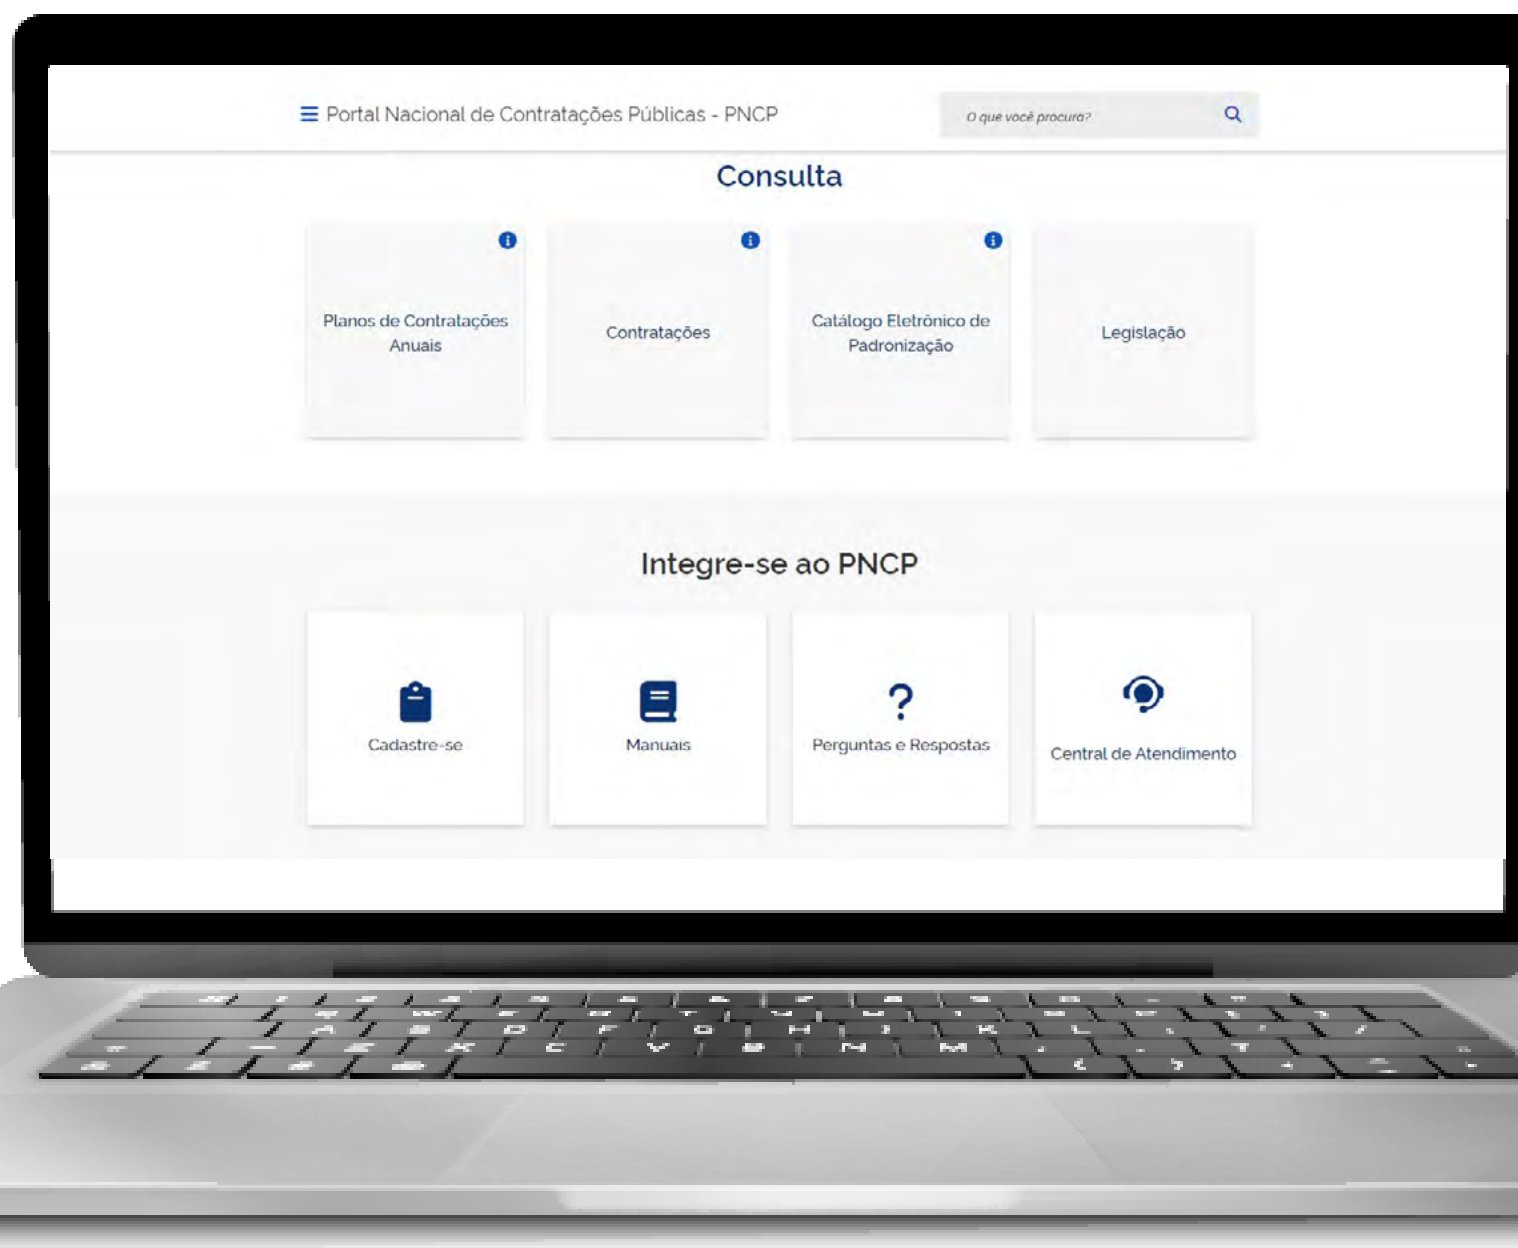 Portal Nacional de Contratações Públicas - PNCP
O que você procura?
Consulta
Planos de Contratações
Anuais
Contratações
Catálogo Eletrônico de
Padronização
Legislação
Integre-se ao PNCP
Cadastre-se
Manuais
Perguntas e Respostas
Central de Atendimento